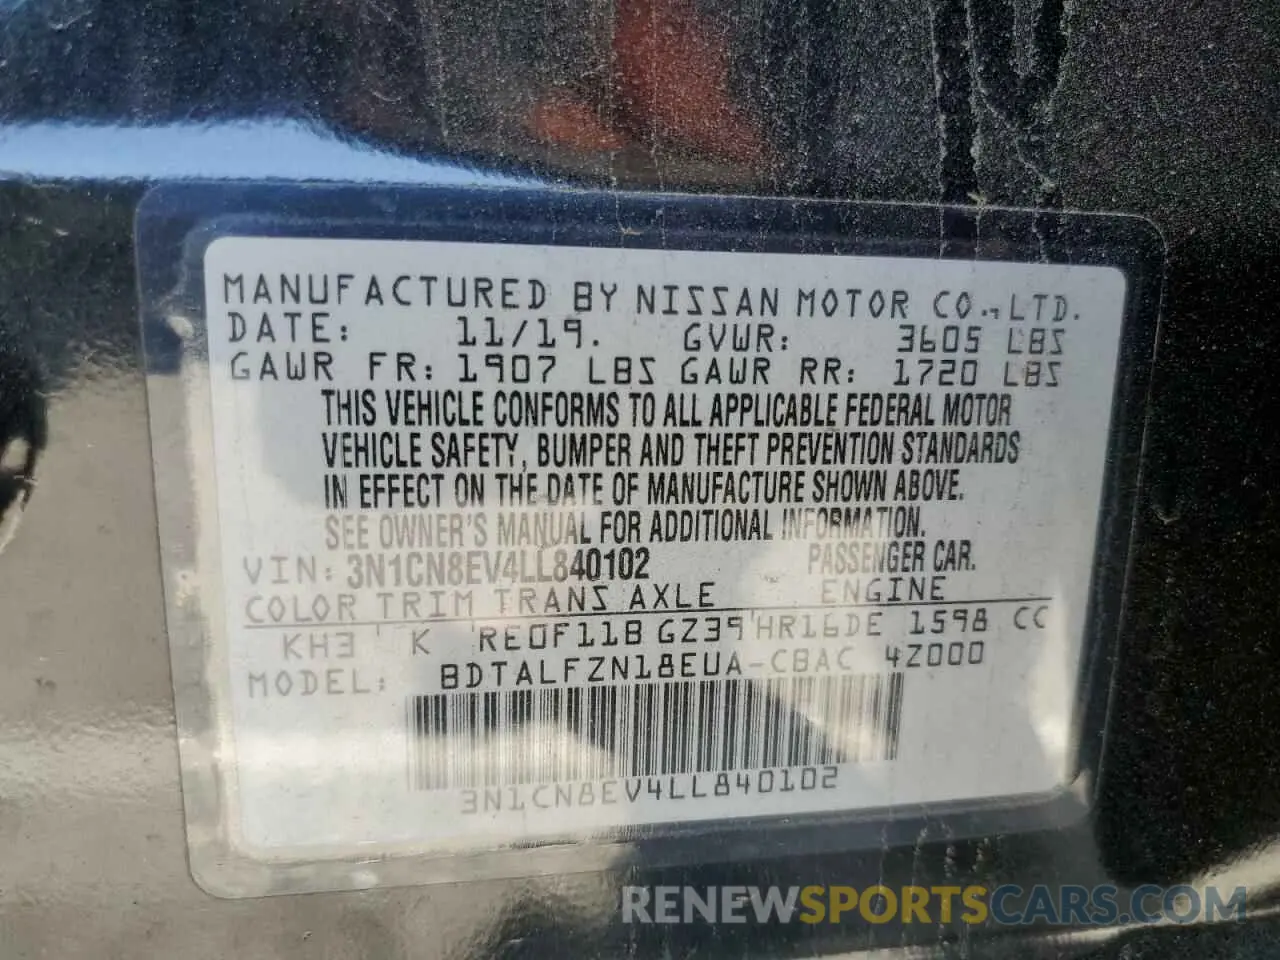 MANUFACTURED BY NISSAN MOTOR CO., LTD.
DATE: 11/19. GVWR: 3605 LBS
GAWR FR: 1907 LBS GAWR RR: 1720 LBS
THIS VEHICLE CONFORMS TO ALL APPLICABLE FEDERAL MOTOR
VEHICLE SAFETY, BUMPER AND THEFT PREVENTION STANDARDS
IN EFFECT ON THE DATE OF MANUFACTURE SHOWN ABOVE.
SEE OWNER'S MANUAL FOR ADDITIONAL INFORMATION.
VIN: 3N1CN8EV4LL840102 PASSENGER CAR.
COLOR TRIM TRANS AXLE ENGINE
KH3 K RE0F11B GZ39 HR16DE 1598 CC
MODEL: BDTALFZN18EUA-CBAC 4Z000
3N1CN8EV4LL840102
RENEWSPORTSCARS.COM